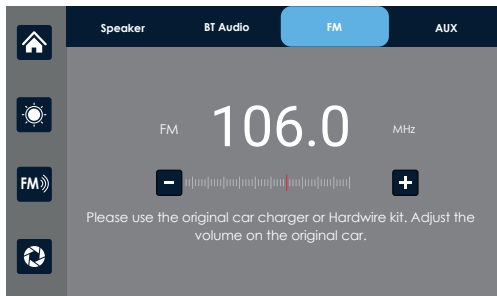 Speaker BT Audio FM AUX
FM 106.0 MHz
FM
- +
Please use the original car charger or Hardwire kit. Adjust the
volume on the original car.